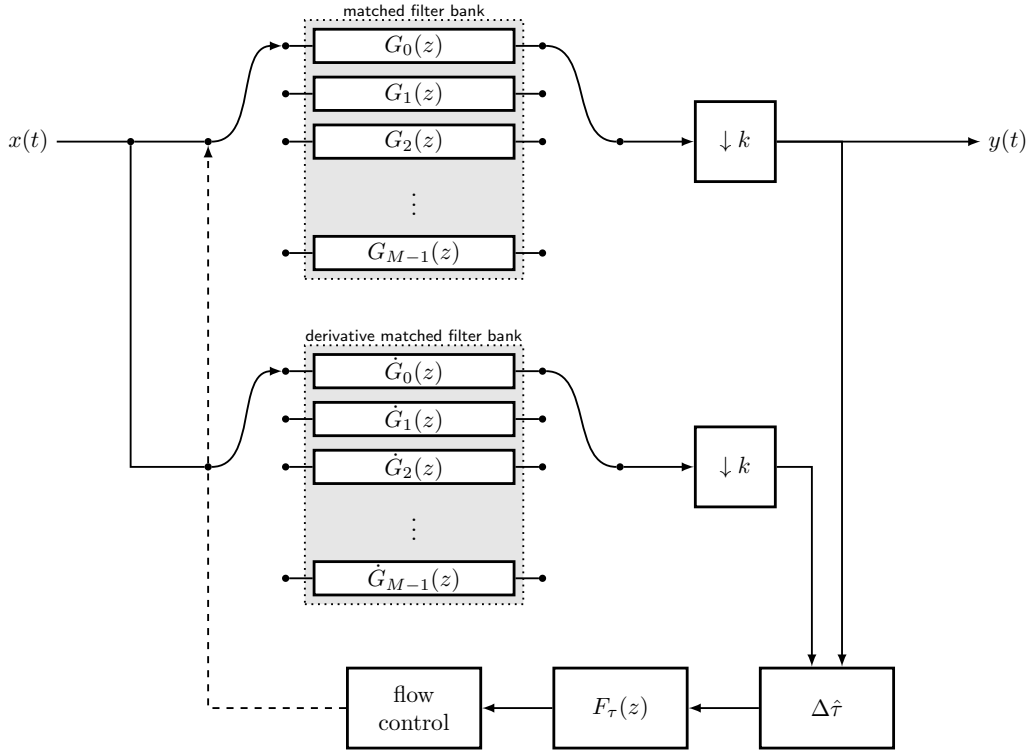 matched filter bank
G_0(z)
G_1(z)
x(t)
G_2(z)
↓ k
y(t)
⋮
G_{M−1}(z)
derivative matched filter bank
Ġ_0(z)
Ġ_1(z)
Ġ_2(z)
↓ k
⋮
Ġ_{M−1}(z)
flow
control
F_τ(z)
Δτ̂